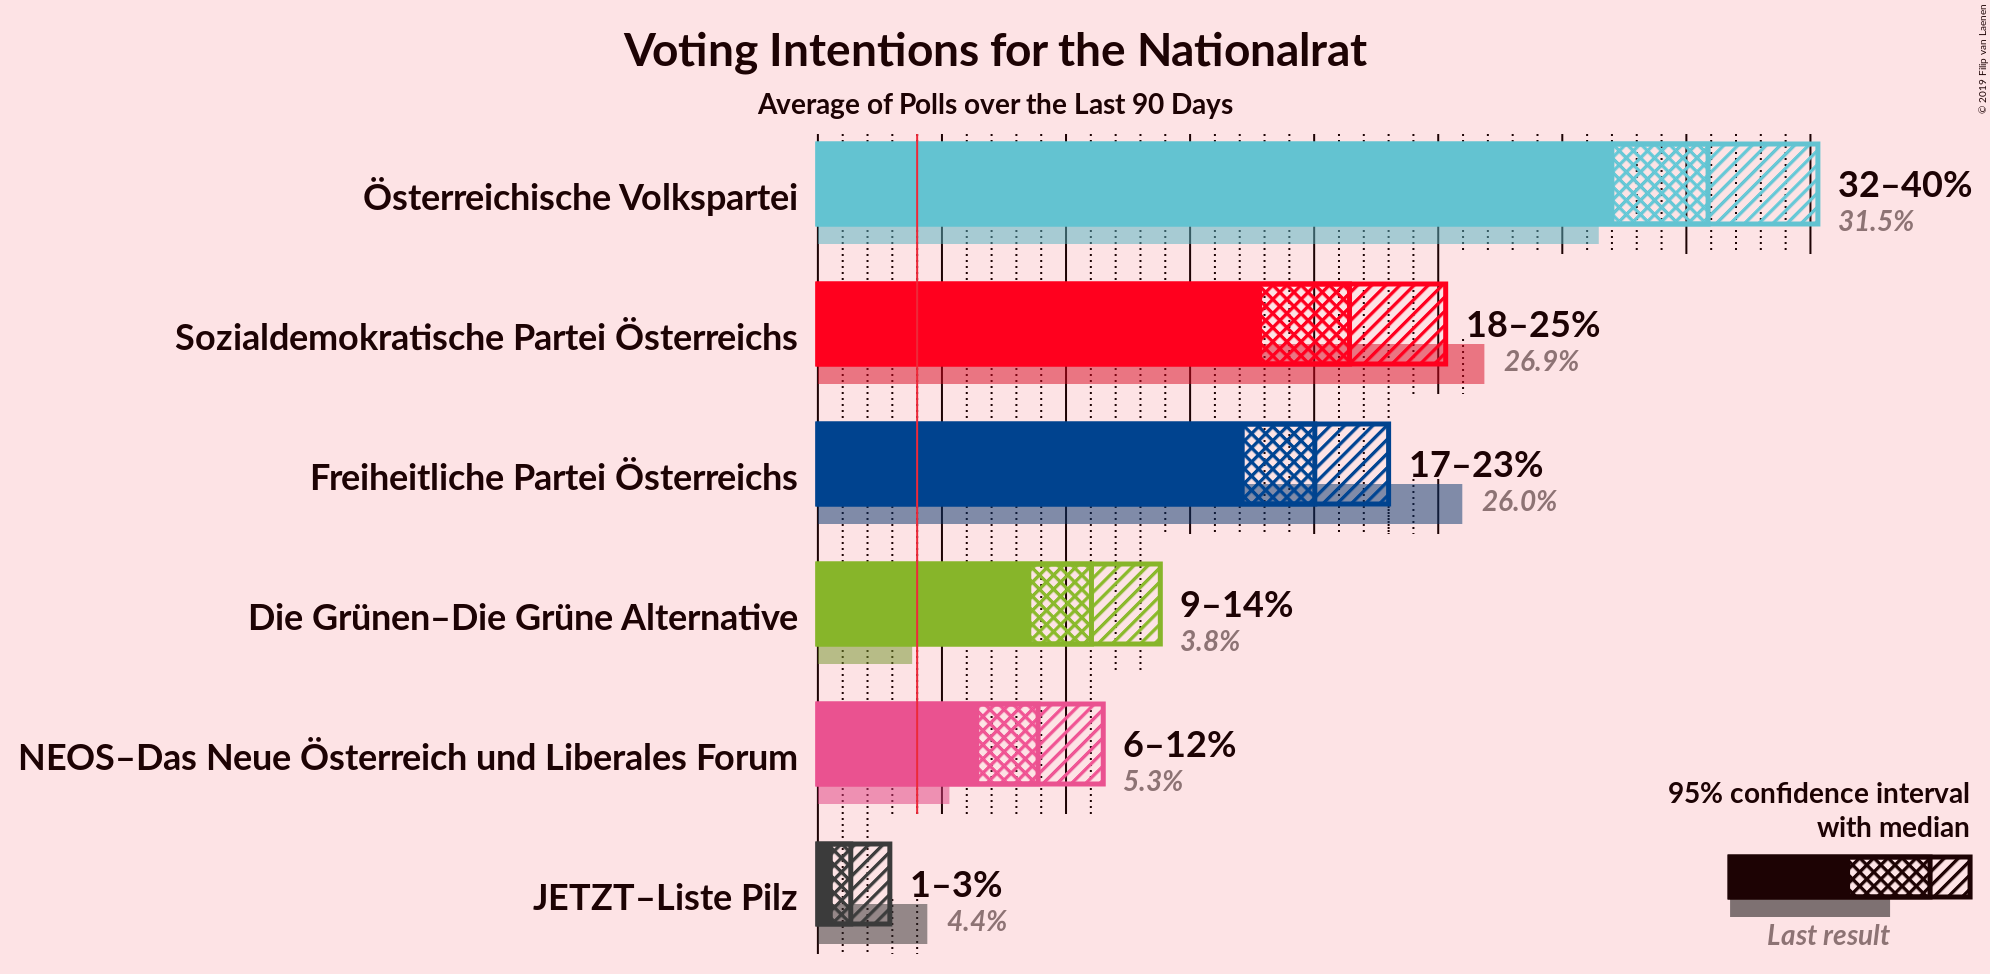 Voting Intentions for the Nationalrat
Average of Polls over the Last 90 Days
© 2019 Filip van Laenen
Österreichische Volkspartei
32–40%
31.5%
Sozialdemokratische Partei Österreichs
18–25%
26.9%
Freiheitliche Partei Österreichs
17–23%
26.0%
Die Grünen–Die Grüne Alternative
9–14%
3.8%
NEOS–Das Neue Österreich und Liberales Forum
6–12%
5.3%
JETZT–Liste Pilz
1–3%
4.4%
95% confidence interval
with median
Last result